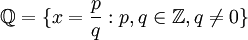 ℚ = {x = p/q : p, q ∈ ℤ, q ≠ 0}